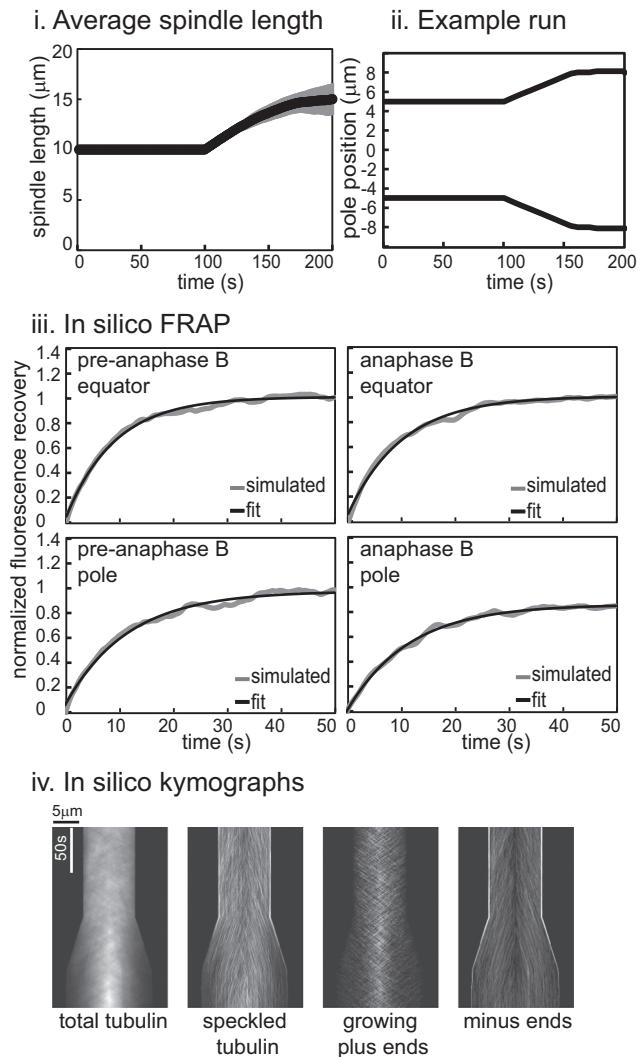 i. Average spindle length
ii. Example run
spindle length (μm)
20
15
10
5
0
0 50 100 150 200
time (s)
pole position (μm)
8
6
4
2
0
-2
-4
-6
-8
0 50 100 150 200
time (s)
iii. In silico FRAP
normalized fluorescence recovery
1.4
1.2
1.0
0.8
0.6
0.4
0.2
0
pre-anaphase B
equator
simulated
fit
anaphase B
equator
simulated
fit
1.4
1.2
1
0.8
0.6
0.4
0.2
0
pre-anaphase B
pole
simulated
fit
0 10 20 30 40 50
time (s)
anaphase B
pole
simulated
fit
0 10 20 30 40 50
time (s)
iv. In silico kymographs
5μm
50s
total tubulin
speckled
tubulin
growing
plus ends
minus ends